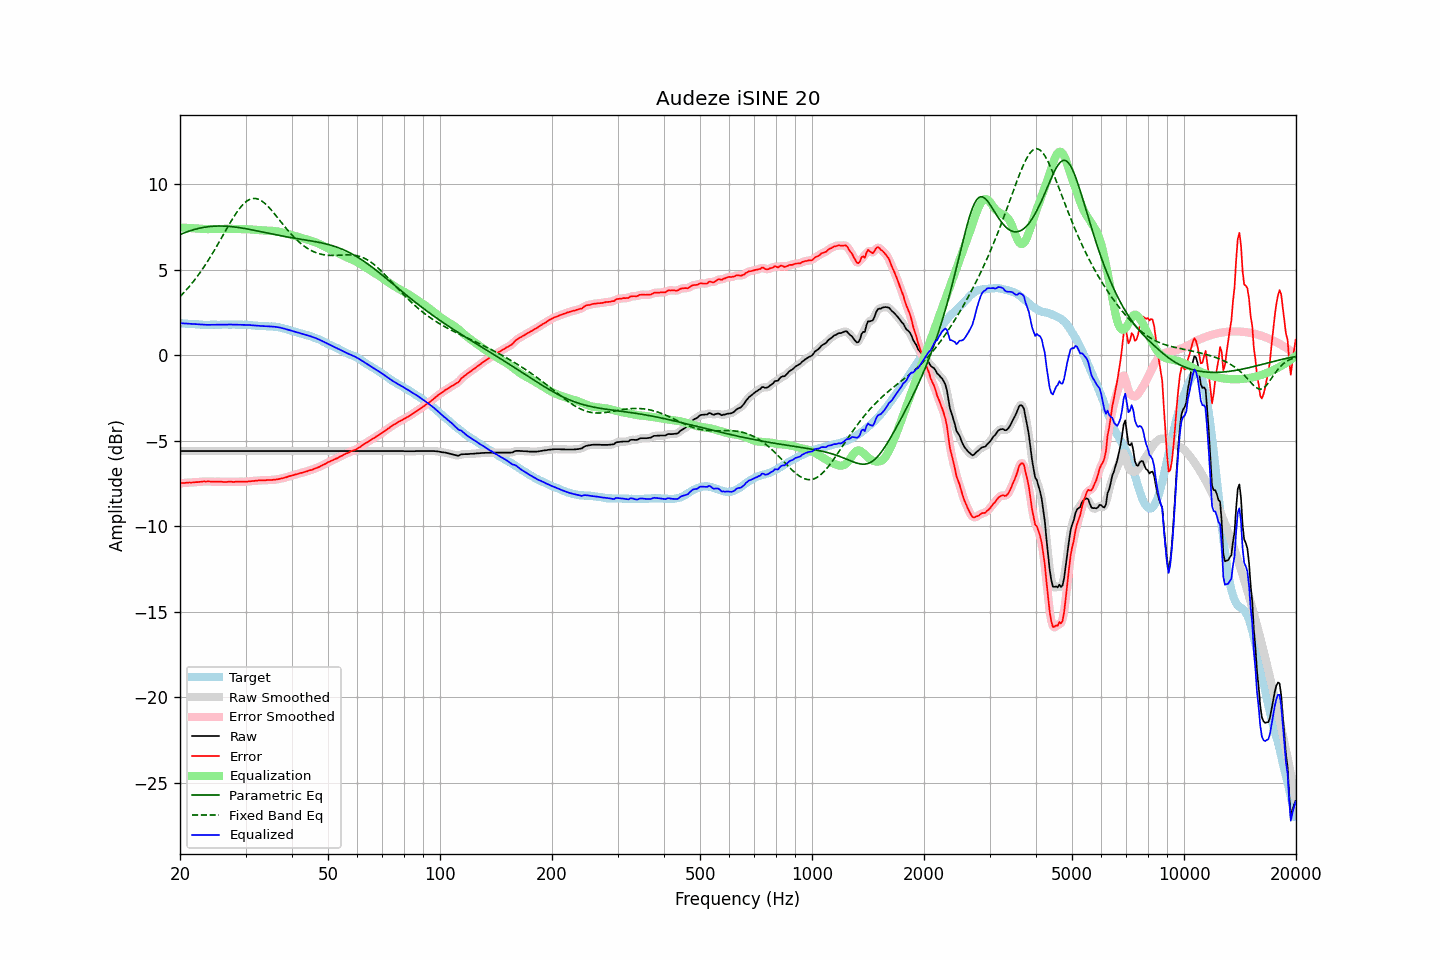 Audeze iSINE 20
Amplitude (dBr)
10
5
0
−5
−10
−15
−20
−25
Target
Raw Smoothed
Error Smoothed
Raw
Error
Equalization
Parametric Eq
Fixed Band Eq
Equalized
20
50
100
200
500
1000
2000
5000
10000
20000
Frequency (Hz)